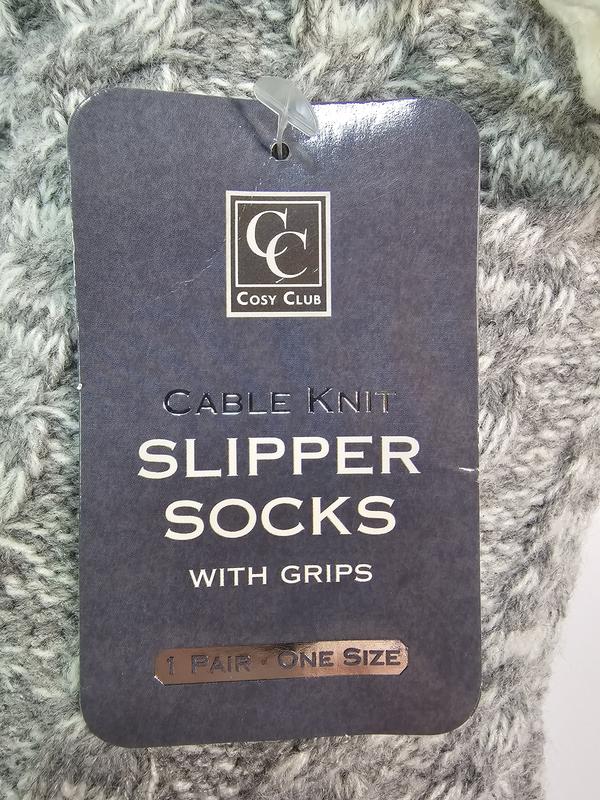 CC
COSY CLUB
CABLE KNIT
SLIPPER
SOCKS
WITH GRIPS
1 PAIR · ONE SIZE